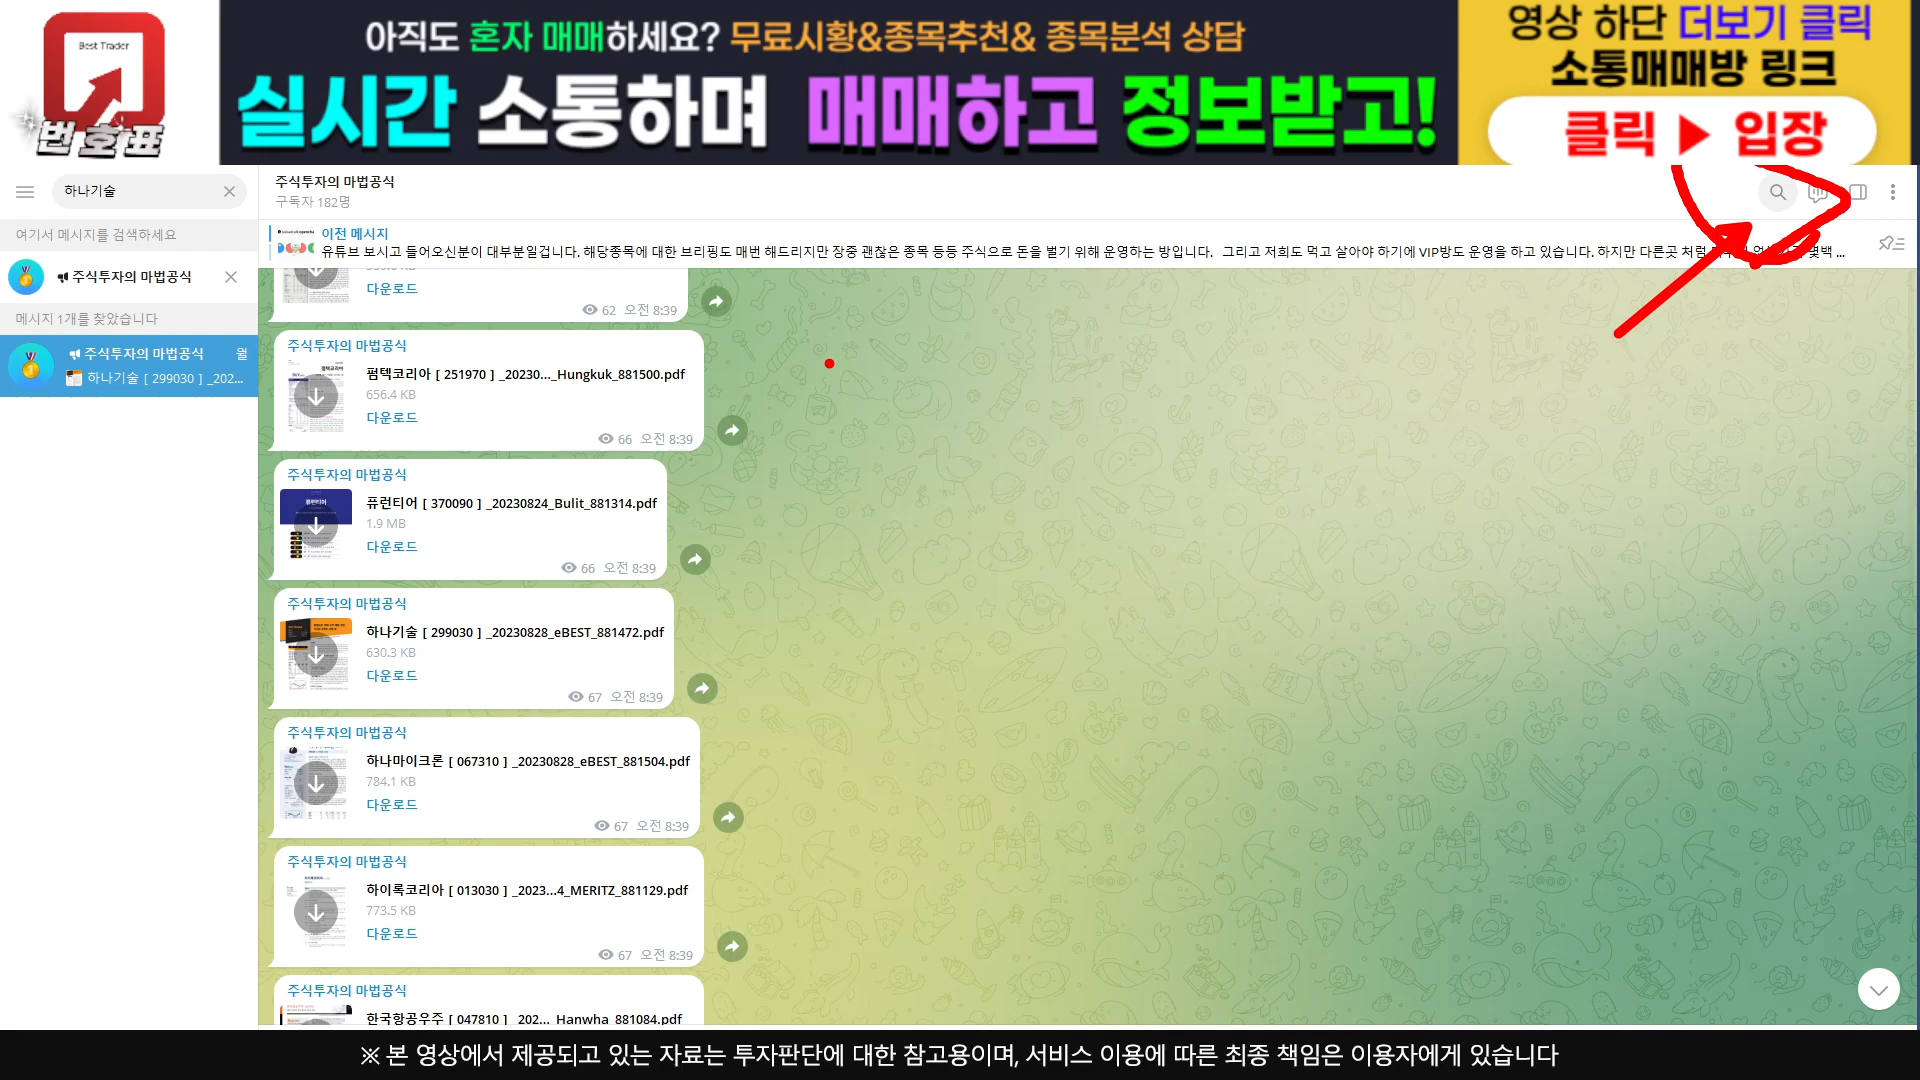 Best Trader
번호표
아직도 혼자 매매하세요? 무료시황&종목추천& 종목분석 상담
실시간 소통하며 매매하고 정보받고!
영상 하단 더보기 클릭
소통매매방 링크
클릭 ▶ 입장
하나기술
여기서 메시지를 검색하세요
주식투자의 마법공식
메시지 1개를 찾았습니다
주식투자의 마법공식 월
하나기술 [ 299030 ] _202...
주식투자의 마법공식
구독자 182명
이전 메시지
유튜브 보시고 들어오신분이 대부분일겁니다. 해당종목에 대한 브리핑도 매번 해드리지만 장중 괜찮은 종목 등등 주식으로 돈을 벌기 위해 운영하는 방입니다. 그리고 저희도 먹고 살아야 하기에 VIP방도 운영을 하고 있습니다. 하지만 다른곳 처럼 몇백 ...
다운로드
62 오전 8:39
주식투자의 마법공식
펌텍코리아 [ 251970 ] _20230..._Hungkuk_881500.pdf
656.4 KB
다운로드
66 오전 8:39
주식투자의 마법공식
퓨런티어 [ 370090 ] _20230824_Bulit_881314.pdf
1.9 MB
다운로드
66 오전 8:39
주식투자의 마법공식
하나기술 [ 299030 ] _20230828_eBEST_881472.pdf
630.3 KB
다운로드
67 오전 8:39
주식투자의 마법공식
하나마이크론 [ 067310 ] _20230828_eBEST_881504.pdf
784.1 KB
다운로드
67 오전 8:39
주식투자의 마법공식
하이록코리아 [ 013030 ] _2023...4_MERITZ_881129.pdf
773.5 KB
다운로드
67 오전 8:39
주식투자의 마법공식
한국항공우주 [ 047810 ] _202..._Hanwha_881084.pdf
※ 본 영상에서 제공되고 있는 자료는 투자판단에 대한 참고용이며, 서비스 이용에 따른 최종 책임은 이용자에게 있습니다